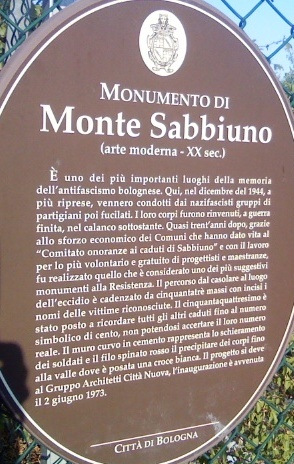 MONUMENTO DI
Monte Sabbiuno
(arte moderna - XX sec.)
È uno dei più importanti luoghi della memoria
dell'antifascismo bolognese. Qui, nel dicembre del 1944, a
più riprese, vennero condotti dai nazifascisti gruppi di
partigiani poi fucilati. I loro corpi furono rinvenuti, a guerra
finita, nel calanco sottostante. Quasi trent'anni dopo, grazie
allo sforzo economico dei Comuni che hanno dato vita al
"Comitato onoranze ai caduti di Sabbiuno" e con il lavoro
per lo più volontario e gratuito di progettisti e maestranze,
fu realizzato quello che è considerato uno dei più suggestivi
monumenti alla Resistenza. Il percorso dal casolare al luogo
dell'eccidio è cadenzato da cinquantatré massi con incisi i
nomi delle vittime riconosciute. Il cinquantaquattresimo è
stato posto a ricordare tutti gli altri caduti fino al numero
simbolico di cento, non potendosi accertare il loro numero
reale. Il muro curvo in cemento rappresenta lo schieramento
dei soldati e il filo spinato rosso il precipitare dei corpi fino
alla valle dove è posata una croce bianca. Il progetto si deve
al Gruppo Architetti Città Nuova, l'inaugurazione è avvenuta
il 2 giugno 1973.
CITTÀ DI BOLOGNA